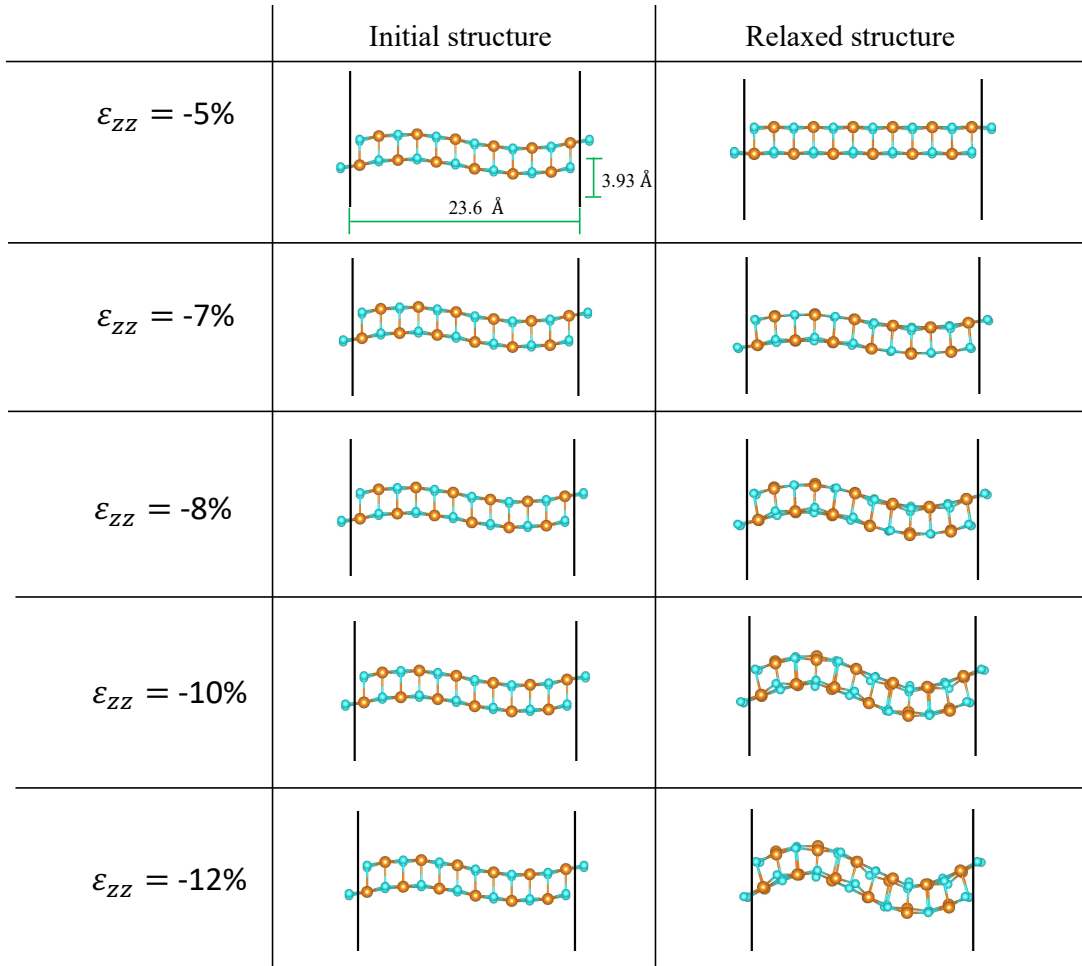 Initial structure Relaxed structure
εzz = -5%
3.93 Å
23.6 Å
εzz = -7%
εzz = -8%
εzz = -10%
εzz = -12%